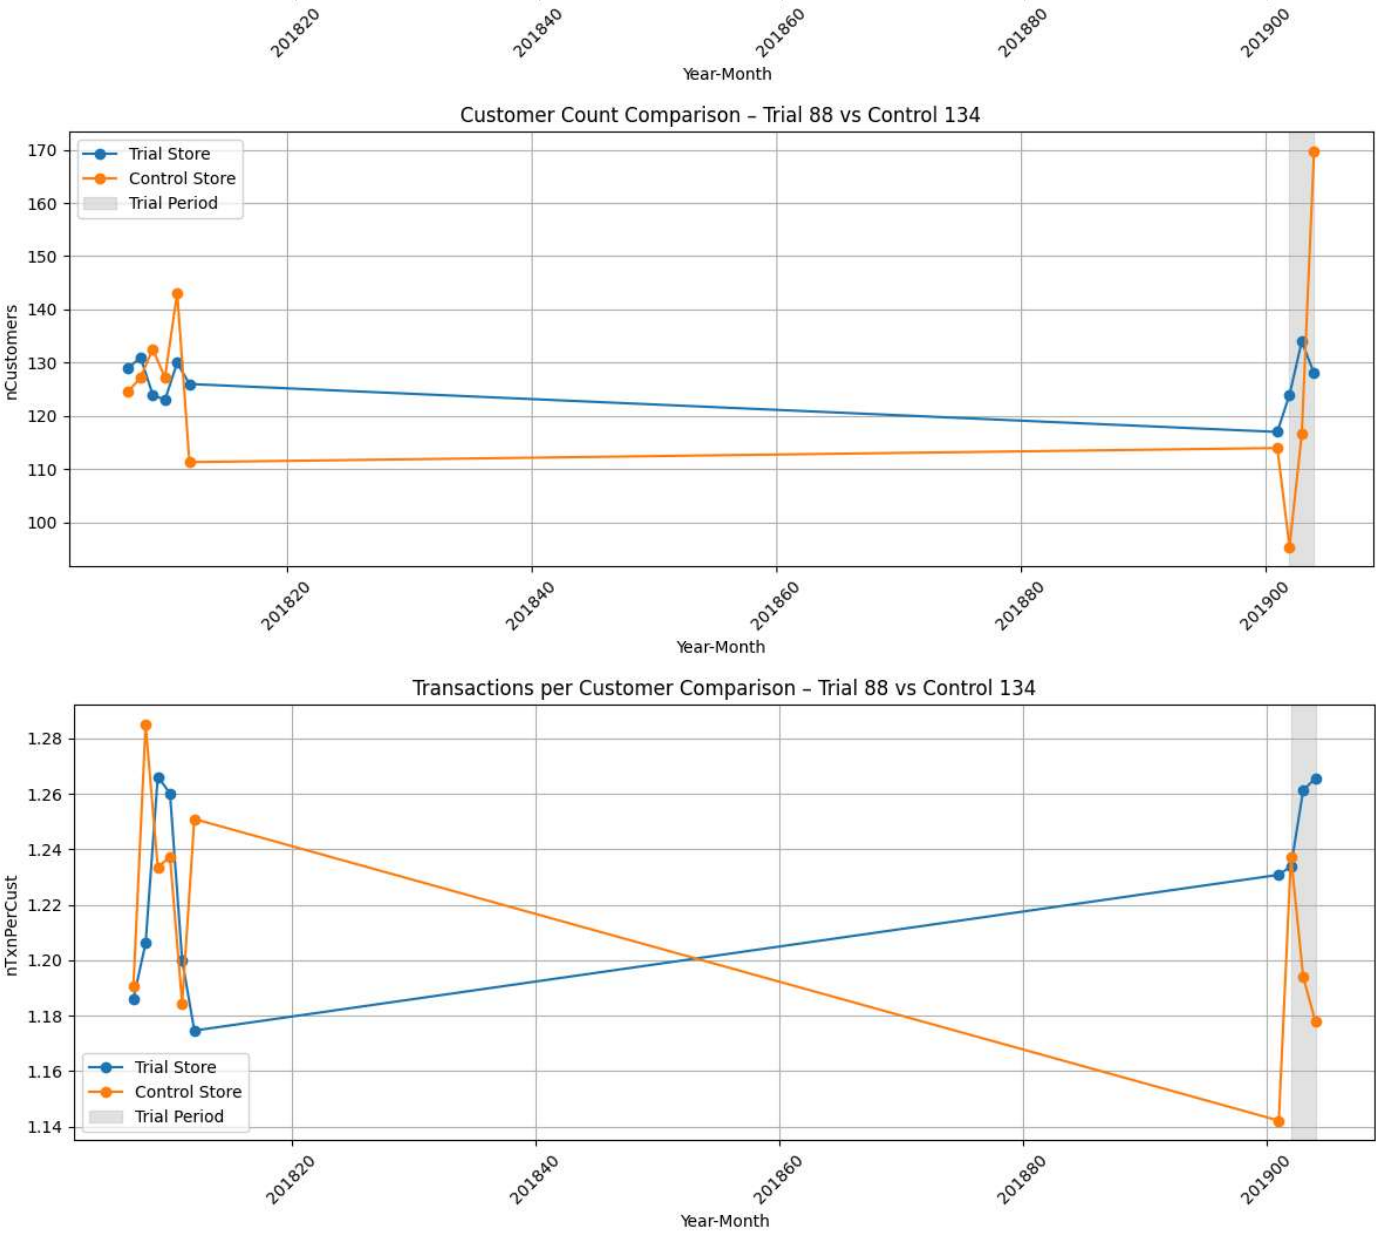 201820 201840 201860 201880 201900
Year-Month
Customer Count Comparison – Trial 88 vs Control 134
Trial Store
Control Store
Trial Period
170
160
150
140
130
120
110
100
nCustomers
201820 201840 201860 201880 201900
Year-Month
Transactions per Customer Comparison – Trial 88 vs Control 134
1.28
1.26
1.24
1.22
1.20
1.18
1.16
1.14
nTxnPerCust
Trial Store
Control Store
Trial Period
201820 201840 201860 201880 201900
Year-Month